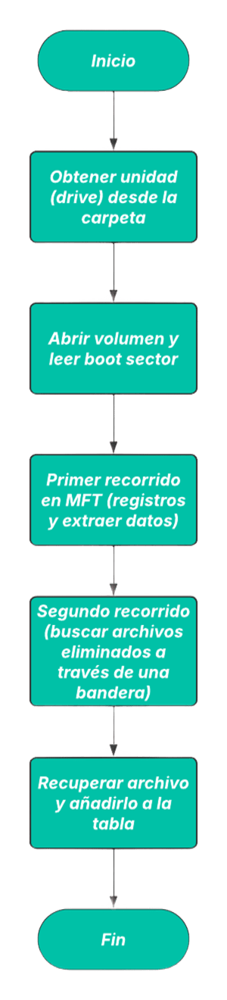 Inicio
Obtener unidad
(drive) desde la
carpeta
Abrir volumen y
leer boot sector
Primer recorrido
en MFT (registros
y extraer datos)
Segundo recorrido
(buscar archivos
eliminados a
través de una
bandera)
Recuperar archivo
y añadirlo a la
tabla
Fin